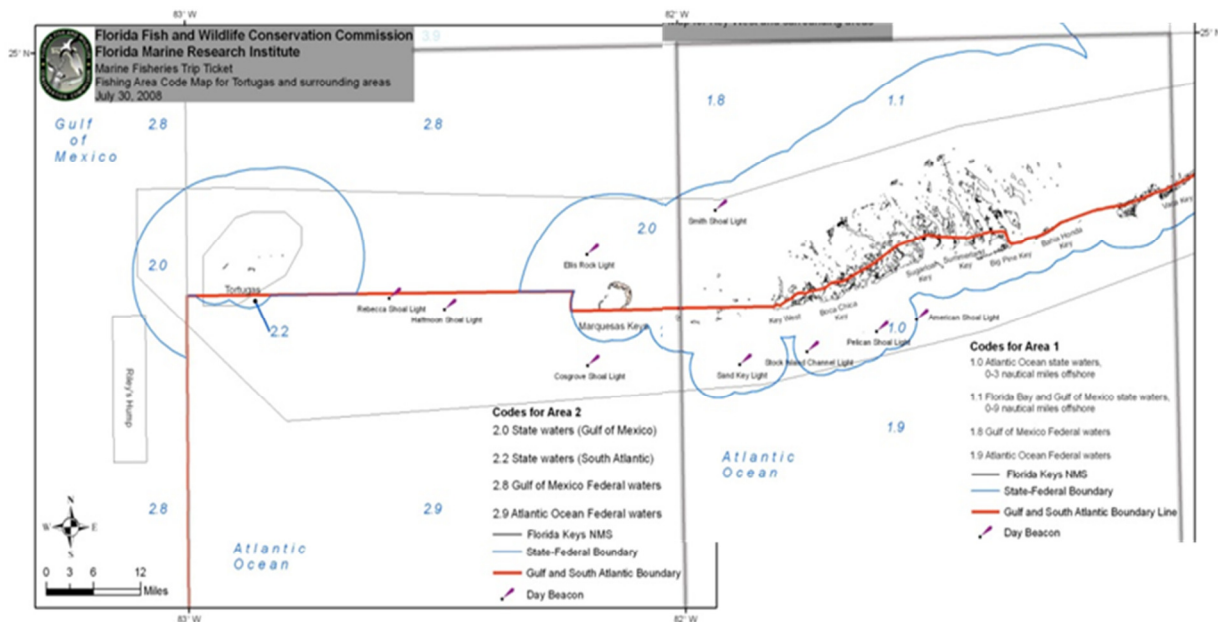 83° W
82° W
25° N
25° N
Florida Fish and Wildlife Conservation Commission
3.9
Florida Marine Research Institute
Marine Fisheries Trip Ticket
Fishing Area Code Map for Tortugas and surrounding areas
July 30, 2008
Map for Key West and surrounding areas
Gulf
of
Mexico
2.8
2.8
1.8
1.1
Smith Shoal Light
2.0
Ellis Rock Light
2.0
Tortugas
2.2
Rebecca Shoal Light
Halfmoon Shoal Light
Marquesas Keys
Cosgrove Shoal Light
Key West
Boca Chica
Key
Sugarloaf
Key
Summerland
Key
Big Pine Key
Bahia Honda
Key
Vaca Key
American Shoal Light
1.0
Pelican Shoal Light
Stock Island Channel Light
Sand Key Light
Riley's Hump
1.9
Atlantic
Ocean
2.8
2.9
Atlantic
Ocean
Codes for Area 2
2.0 State waters (Gulf of Mexico)
2.2 State waters (South Atlantic)
2.8 Gulf of Mexico Federal waters
2.9 Atlantic Ocean Federal waters
Florida Keys NMS
State-Federal Boundary
Gulf and South Atlantic Boundary
Day Beacon
Codes for Area 1
1.0 Atlantic Ocean state waters,
0-3 nautical miles offshore
1.1 Florida Bay and Gulf of Mexico state waters,
0-9 nautical miles offshore
1.8 Gulf of Mexico Federal waters
1.9 Atlantic Ocean Federal waters
Florida Keys NMS
State-Federal Boundary
Gulf and South Atlantic Boundary Line
Day Beacon
N
W E
S
0 3 6 12
Miles
83° W
82° W